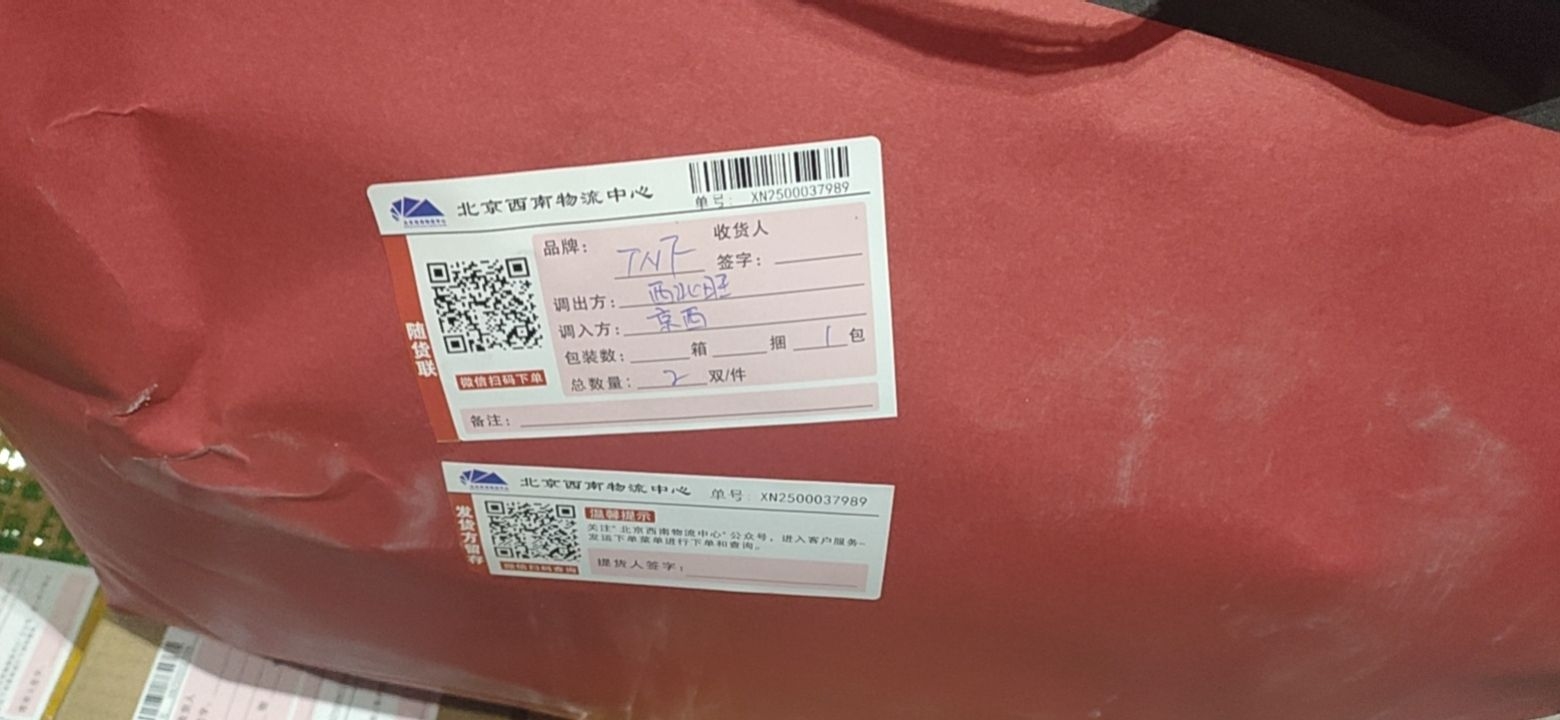 北京西南物流中心
单号: XN2500037989
品牌: TNF
收货人
签字:
调出方: 西北旺
调入方: 京西
包装数: 箱 捆 1 包
总数量: 2 双/件
备注:
随货联
微信扫码下单
北京西南物流中心 单号: XN2500037989
发货方留存
温馨提示
关注"北京西南物流中心"公众号，进入客户服务-
发运下单菜单进行下单和查询。
提货人签字:
微信扫码查询